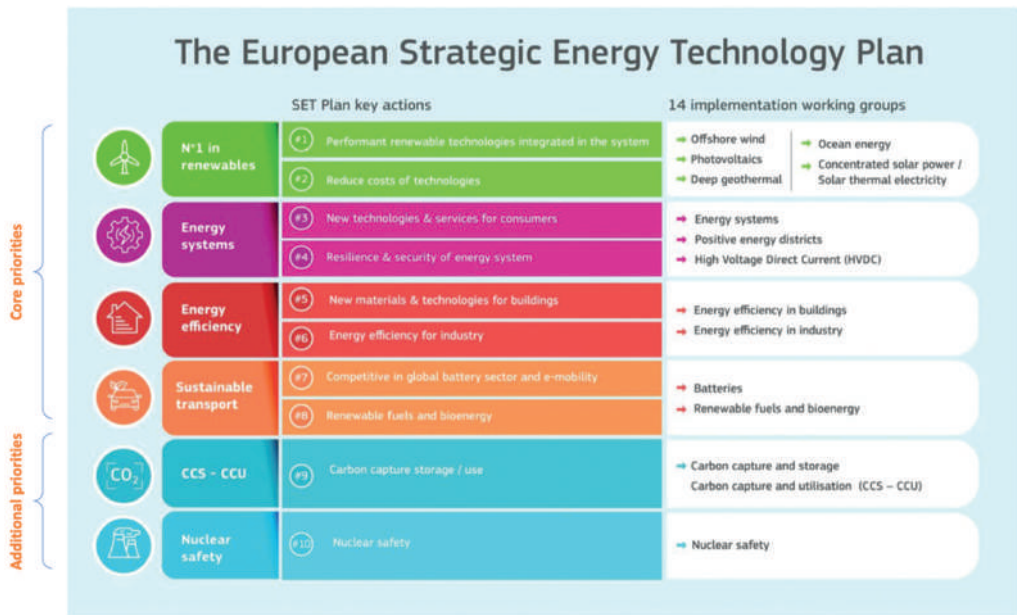 The European Strategic Energy Technology Plan
SET Plan key actions
14 implementation working groups
Core priorities
N°1 in
renewables
#1 Performant renewable technologies integrated in the system
#2 Reduce costs of technologies
→ Offshore wind
→ Photovoltaics
→ Deep geothermal
→ Ocean energy
→ Concentrated solar power /
Solar thermal electricity
Energy
systems
#3 New technologies & services for consumers
#4 Resilience & security of energy system
→ Energy systems
→ Positive energy districts
→ High Voltage Direct Current (HVDC)
Energy
efficiency
#5 New materials & technologies for buildings
#6 Energy efficiency for industry
→ Energy efficiency in buildings
→ Energy efficiency in industry
Sustainable
transport
#7 Competitive in global battery sector and e-mobility
#8 Renewable fuels and bioenergy
→ Batteries
→ Renewable fuels and bioenergy
Additional priorities
CO₂
CCS - CCU
#9 Carbon capture storage / use
→ Carbon capture and storage
Carbon capture and utilisation (CCS – CCU)
Nuclear
safety
#10 Nuclear safety
→ Nuclear safety